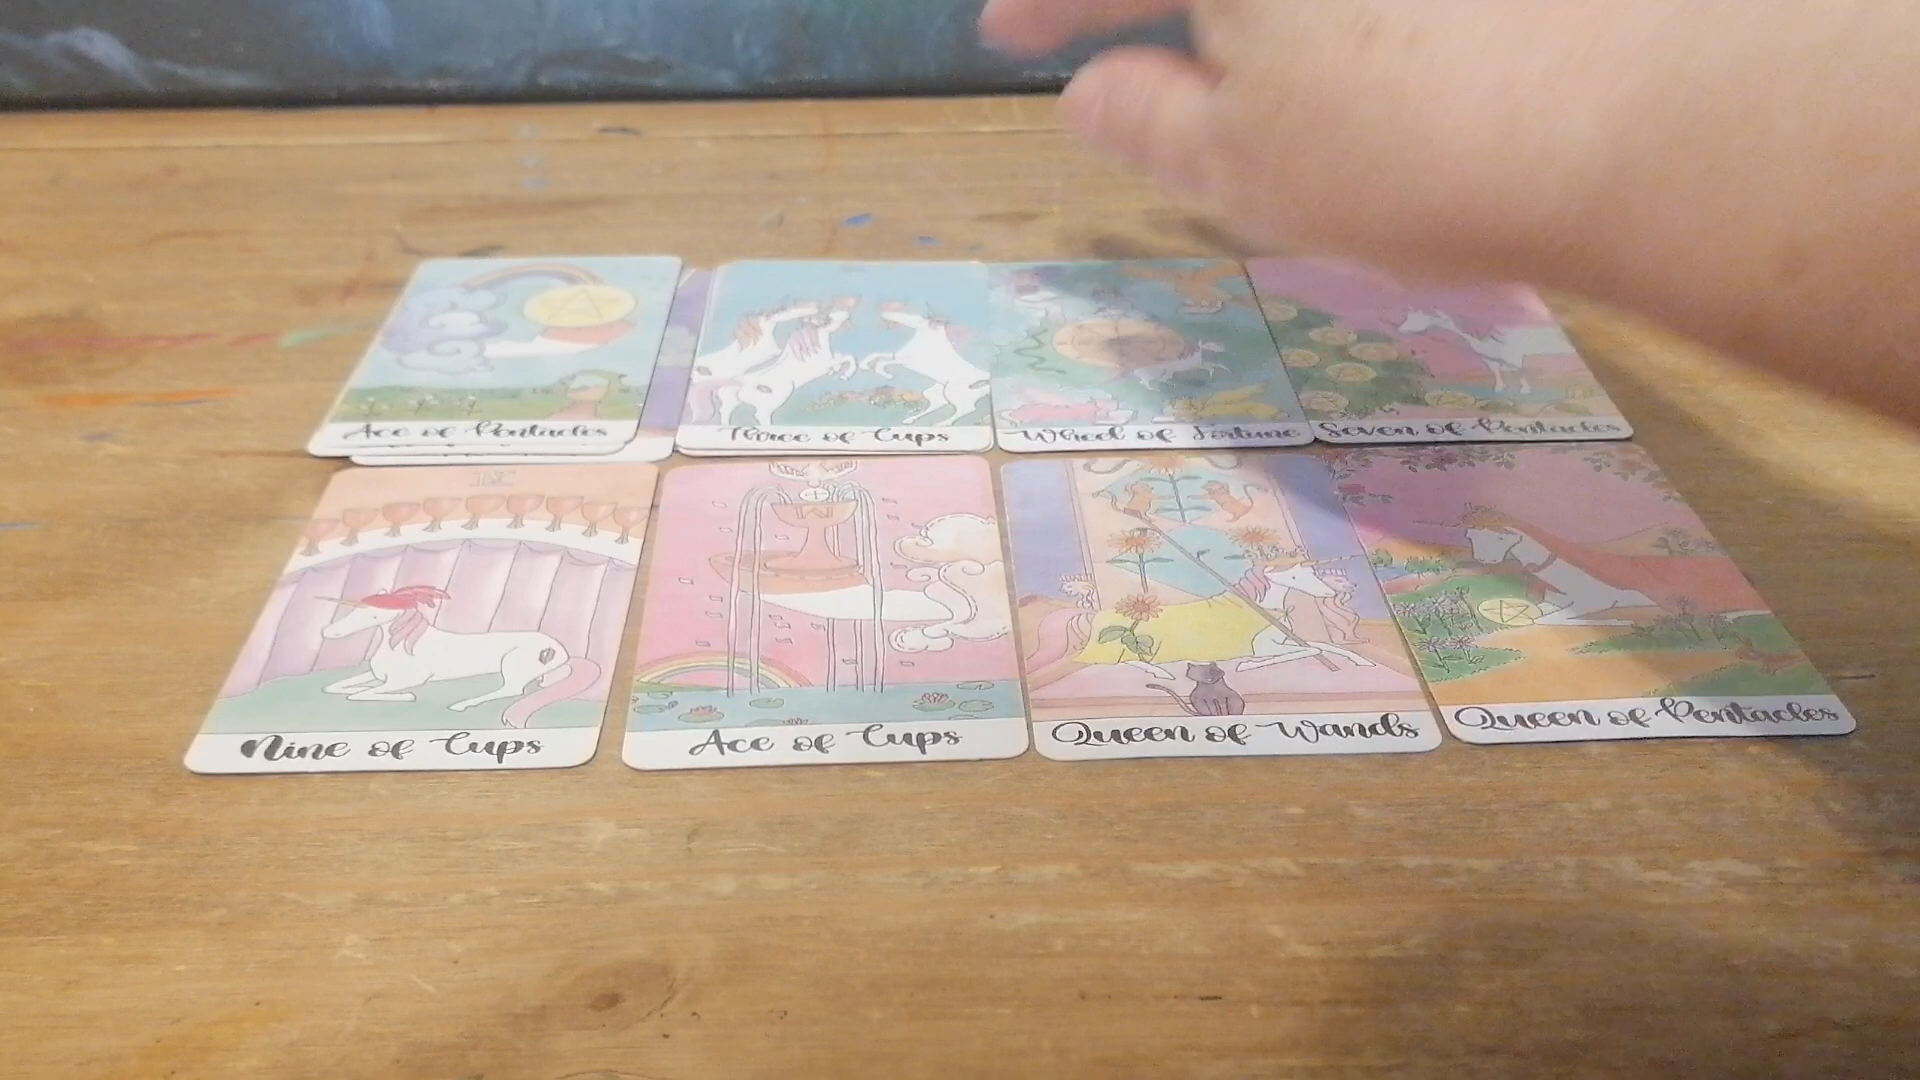 Ace of Pentacles
Three of Cups
Wheel of Fortune
Seven of Pentacles
IX
Nine of Cups
Ace of Cups
Queen of Wands
Queen of Pentacles